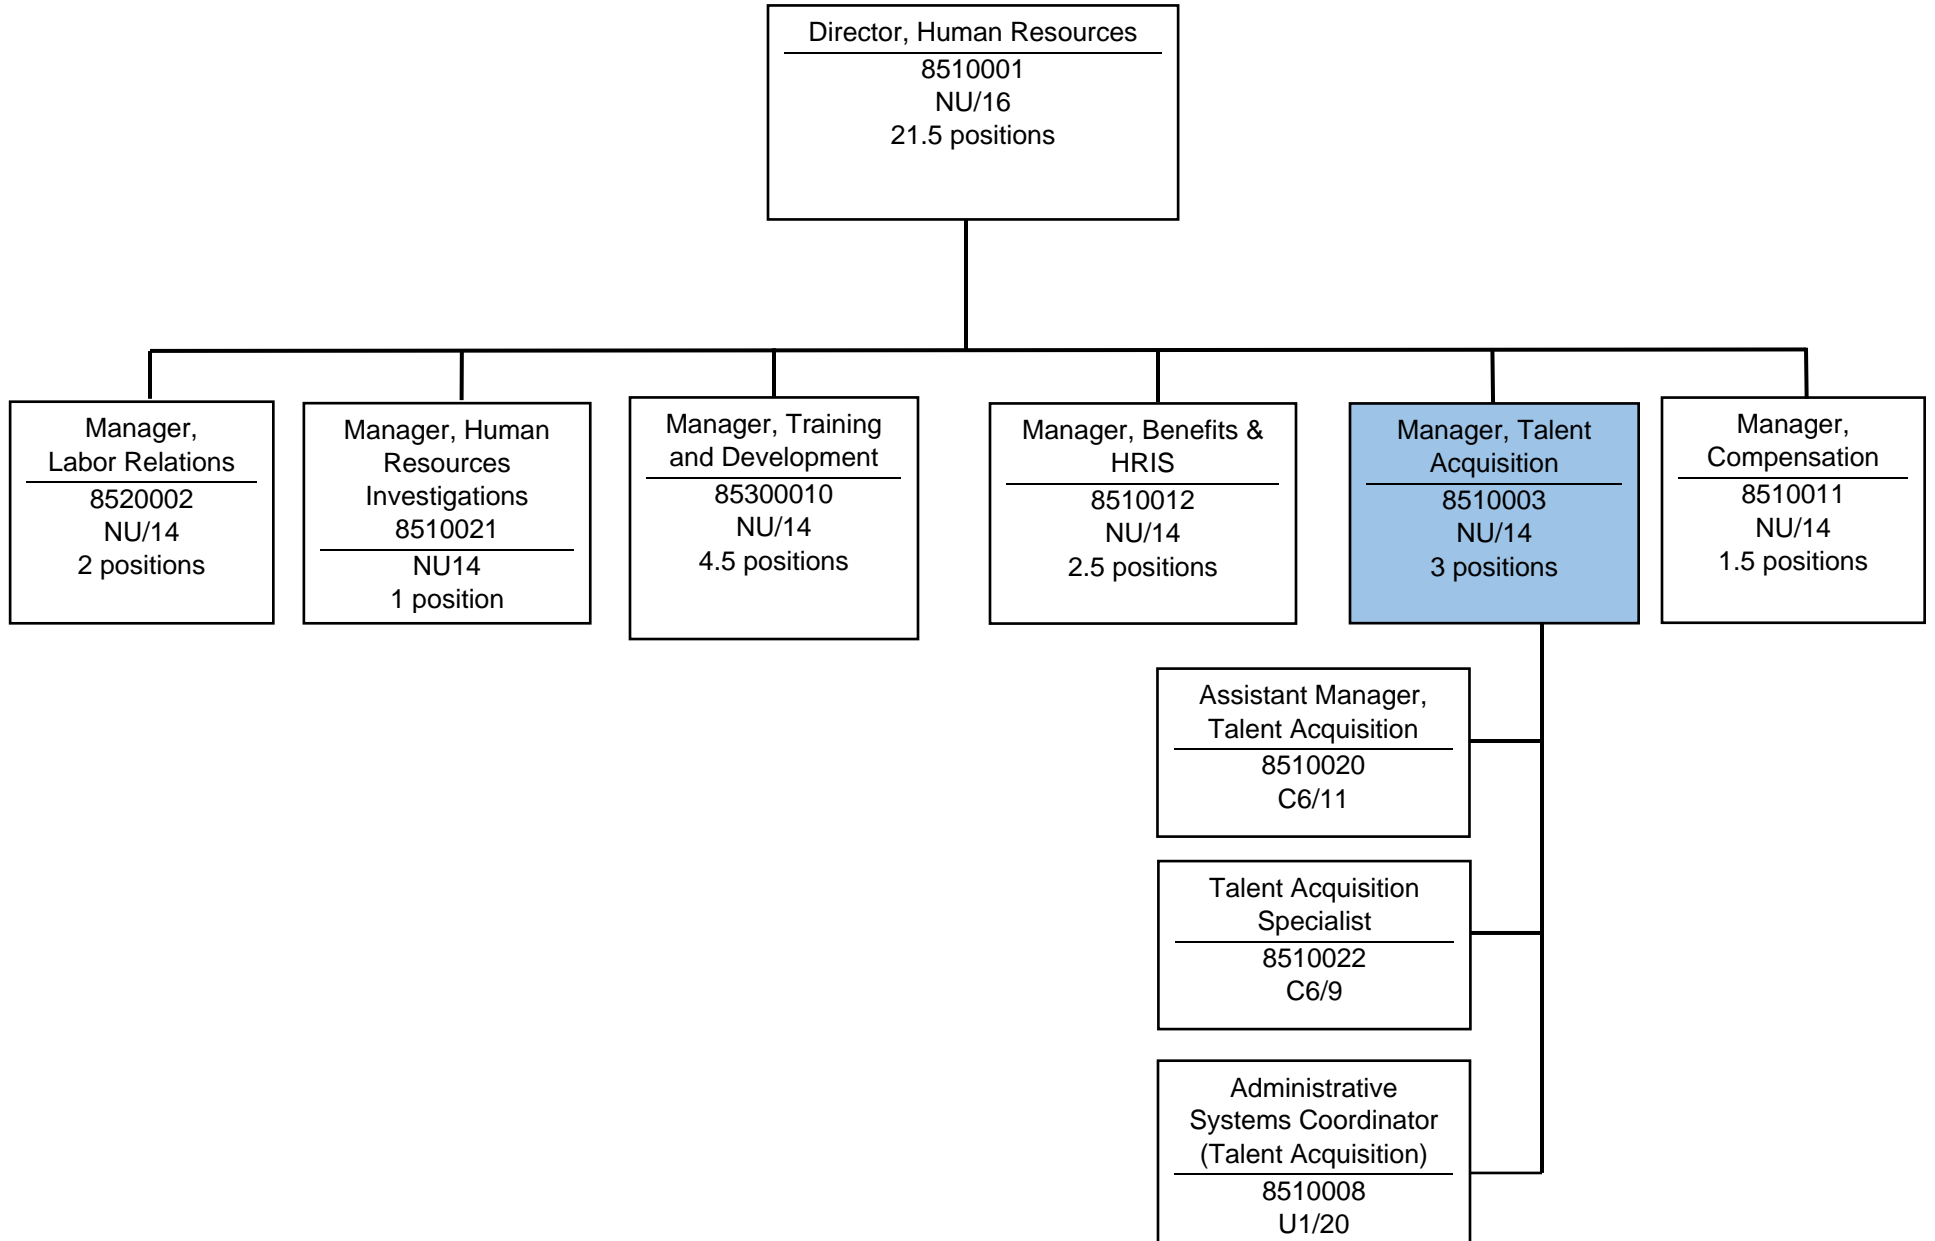 Director, Human Resources
8510001
NU/16
21.5 positions
Manager,
Labor Relations
8520002
NU/14
2 positions
Manager, Human
Resources
Investigations
8510021
NU14
1 position
Manager, Training
and Development
85300010
NU/14
4.5 positions
Manager, Benefits &
HRIS
8510012
NU/14
2.5 positions
Manager, Talent
Acquisition
8510003
NU/14
3 positions
Manager,
Compensation
8510011
NU/14
1.5 positions
Assistant Manager,
Talent Acquisition
8510020
C6/11
Talent Acquisition
Specialist
8510022
C6/9
Administrative
Systems Coordinator
(Talent Acquisition)
8510008
U1/20